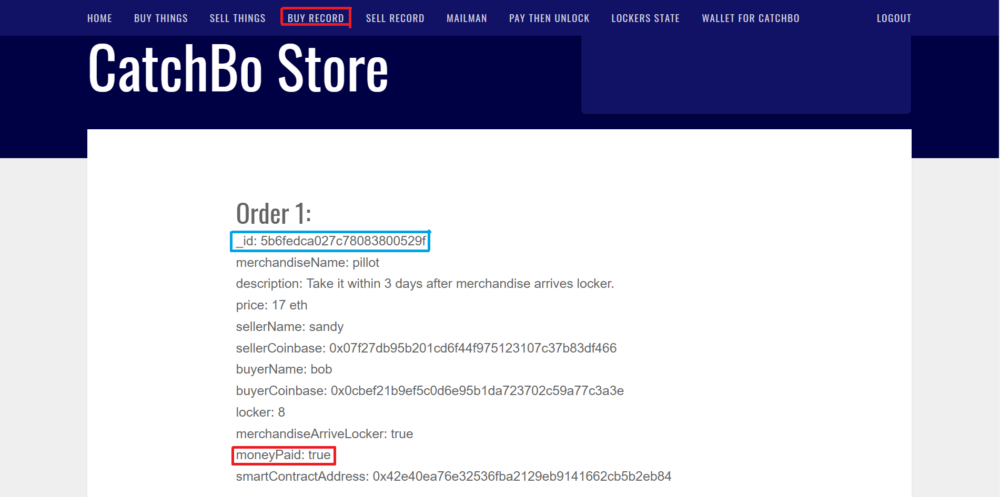 HOME BUY THINGS SELL THINGS BUY RECORD SELL RECORD MAILMAN PAY THEN UNLOCK LOCKERS STATE WALLET FOR CATCHBO LOGOUT
CatchBo Store
Order 1:
_id: 5b6fedca027c78083800529f
merchandiseName: pillot
description: Take it within 3 days after merchandise arrives locker.
price: 17 eth
sellerName: sandy
sellerCoinbase: 0x07f27db95b201cd6f44f975123107c37b83df466
buyerName: bob
buyerCoinbase: 0x0cbef21b9ef5c0d6e95b1da723702c59a77c3a3e
locker: 8
merchandiseArriveLocker: true
moneyPaid: true
smartContractAddress: 0x42e40ea76e32536fba2129eb9141662cb5b2eb84